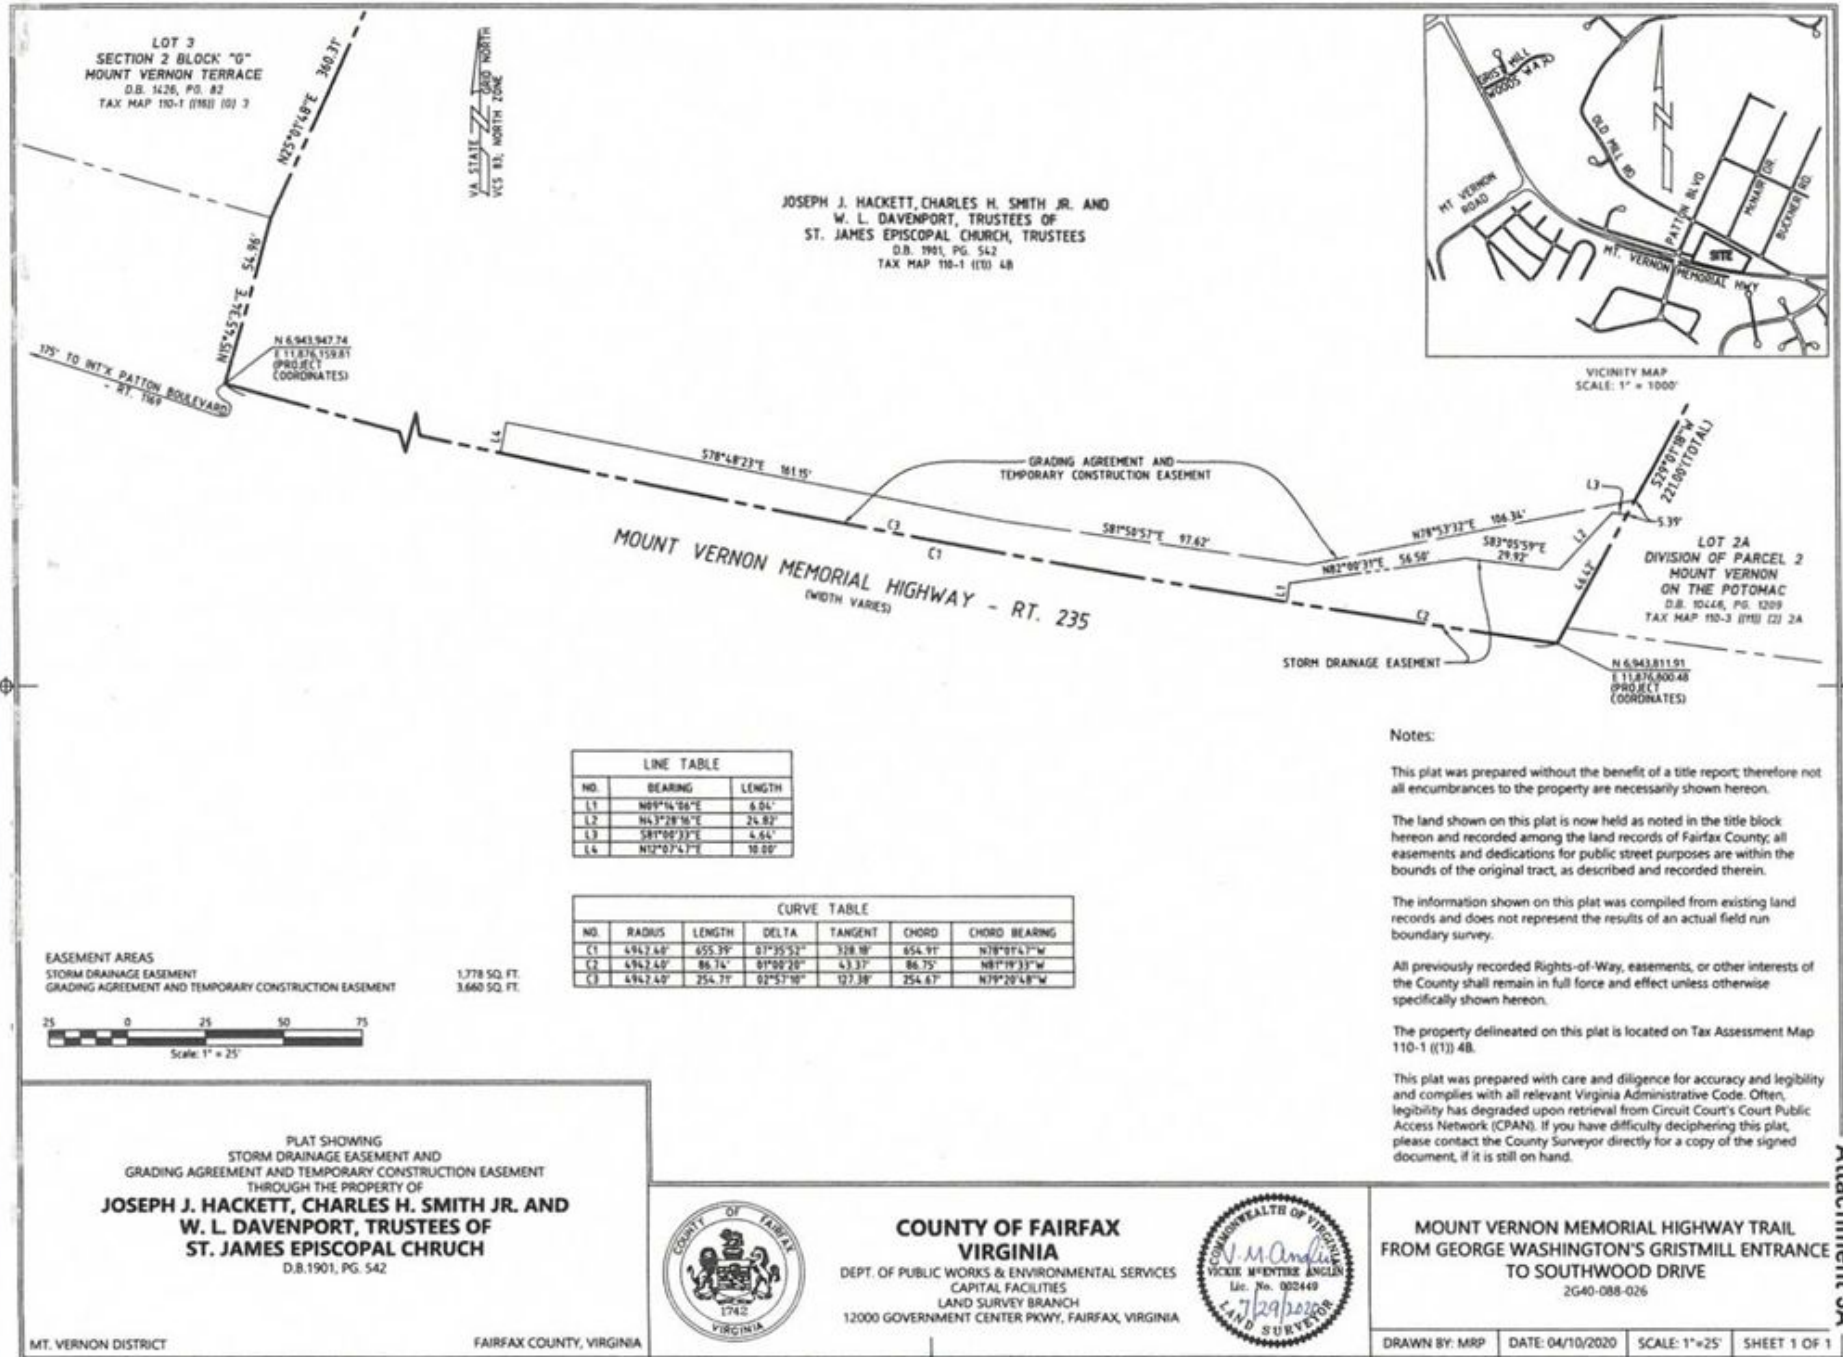 LOT 3
SECTION 2 BLOCK "G"
MOUNT VERNON TERRACE
D.B. 1426, PG. 82
TAX MAP 110-1 ((16)) (G) 3
N25°01'48"E 360.31'
VA STATE GRID NORTH
VCS 83, NORTH ZONE
N15°45'34"E 54.96'
N 6,943,947.74
E 11,876,159.81
(PROJECT
COORDINATES)
175' TO INT'X PATTON BOULEVARD
- RT. 1169
JOSEPH J. HACKETT, CHARLES H. SMITH JR. AND
W. L. DAVENPORT, TRUSTEES OF
ST. JAMES EPISCOPAL CHURCH, TRUSTEES
D.B. 1901, PG. 542
TAX MAP 110-1 ((1)) 4B
GRIST MILL
WOODS WAY
OLD MILL RD
MT VERNON
ROAD
PATTON BLVD
McNAIR DR.
BUCKNER RD.
SITE
MT. VERNON MEMORIAL HWY
VICINITY MAP
SCALE: 1" = 1000'
L4
S78°48'23"E 161.15'
GRADING AGREEMENT AND
TEMPORARY CONSTRUCTION EASEMENT
C3
C1
S81°50'57"E 97.62'
N78°53'32"E 106.34'
L3
S29°01'18"W
221.00'(TOTAL)
5.39'
L2
S83°05'59"E
29.92'
N82°00'31"E 56.50'
L1
46.42'
C2
LOT 2A
DIVISION OF PARCEL 2
MOUNT VERNON
ON THE POTOMAC
D.B. 10446, PG. 1209
TAX MAP 110-3 ((11)) (2) 2A
MOUNT VERNON MEMORIAL HIGHWAY - RT. 235
(WIDTH VARIES)
STORM DRAINAGE EASEMENT
N 6,943,811.91
E 11,876,800.48
(PROJECT
COORDINATES)
LINE TABLE
NO. BEARING LENGTH
L1 N09°14'06"E 6.04'
L2 N43°28'16"E 24.82'
L3 S81°00'33"E 4.64'
L4 N12°07'47"E 10.00'
CURVE TABLE
NO. RADIUS LENGTH DELTA TANGENT CHORD CHORD BEARING
C1 4942.40' 655.39' 07°35'52" 328.18' 654.91' N78°01'47"W
C2 4942.40' 86.74' 01°00'20" 43.37' 86.75' N81°19'33"W
C3 4942.40' 254.71' 02°57'10" 127.38' 254.67' N79°20'48"W
Notes:
This plat was prepared without the benefit of a title report; therefore not
all encumbrances to the property are necessarily shown hereon.
The land shown on this plat is now held as noted in the title block
hereon and recorded among the land records of Fairfax County; all
easements and dedications for public street purposes are within the
bounds of the original tract, as described and recorded therein.
The information shown on this plat was compiled from existing land
records and does not represent the results of an actual field run
boundary survey.
All previously recorded Rights-of-Way, easements, or other interests of
the County shall remain in full force and effect unless otherwise
specifically shown hereon.
The property delineated on this plat is located on Tax Assessment Map
110-1 ((1)) 4B.
This plat was prepared with care and diligence for accuracy and legibility
and complies with all relevant Virginia Administrative Code. Often,
legibility has degraded upon retrieval from Circuit Court's Court Public
Access Network (CPAN). If you have difficulty deciphering this plat,
please contact the County Surveyor directly for a copy of the signed
document, if it is still on hand.
EASEMENT AREAS
STORM DRAINAGE EASEMENT 1,778 SQ. FT.
GRADING AGREEMENT AND TEMPORARY CONSTRUCTION EASEMENT 3,660 SQ. FT.
25 0 25 50 75
Scale: 1" = 25'
PLAT SHOWING
STORM DRAINAGE EASEMENT AND
GRADING AGREEMENT AND TEMPORARY CONSTRUCTION EASEMENT
THROUGH THE PROPERTY OF
JOSEPH J. HACKETT, CHARLES H. SMITH JR. AND
W. L. DAVENPORT, TRUSTEES OF
ST. JAMES EPISCOPAL CHRUCH
D.B.1901, PG. 542
MT. VERNON DISTRICT FAIRFAX COUNTY, VIRGINIA
COUNTY OF FAIRFAX
1742
VIRGINIA
COUNTY OF FAIRFAX
VIRGINIA
DEPT. OF PUBLIC WORKS & ENVIRONMENTAL SERVICES
CAPITAL FACILITIES
LAND SURVEY BRANCH
12000 GOVERNMENT CENTER PKWY, FAIRFAX, VIRGINIA
COMMONWEALTH OF VIRGINIA
V.M. Anglin
VICKIE McENTIRE ANGLIN
Lic. No. 002449
7/29/2020
LAND SURVEYOR
MOUNT VERNON MEMORIAL HIGHWAY TRAIL
FROM GEORGE WASHINGTON'S GRISTMILL ENTRANCE
TO SOUTHWOOD DRIVE
2G40-088-026
DRAWN BY: MRP DATE: 04/10/2020 SCALE: 1"=25' SHEET 1 OF 1